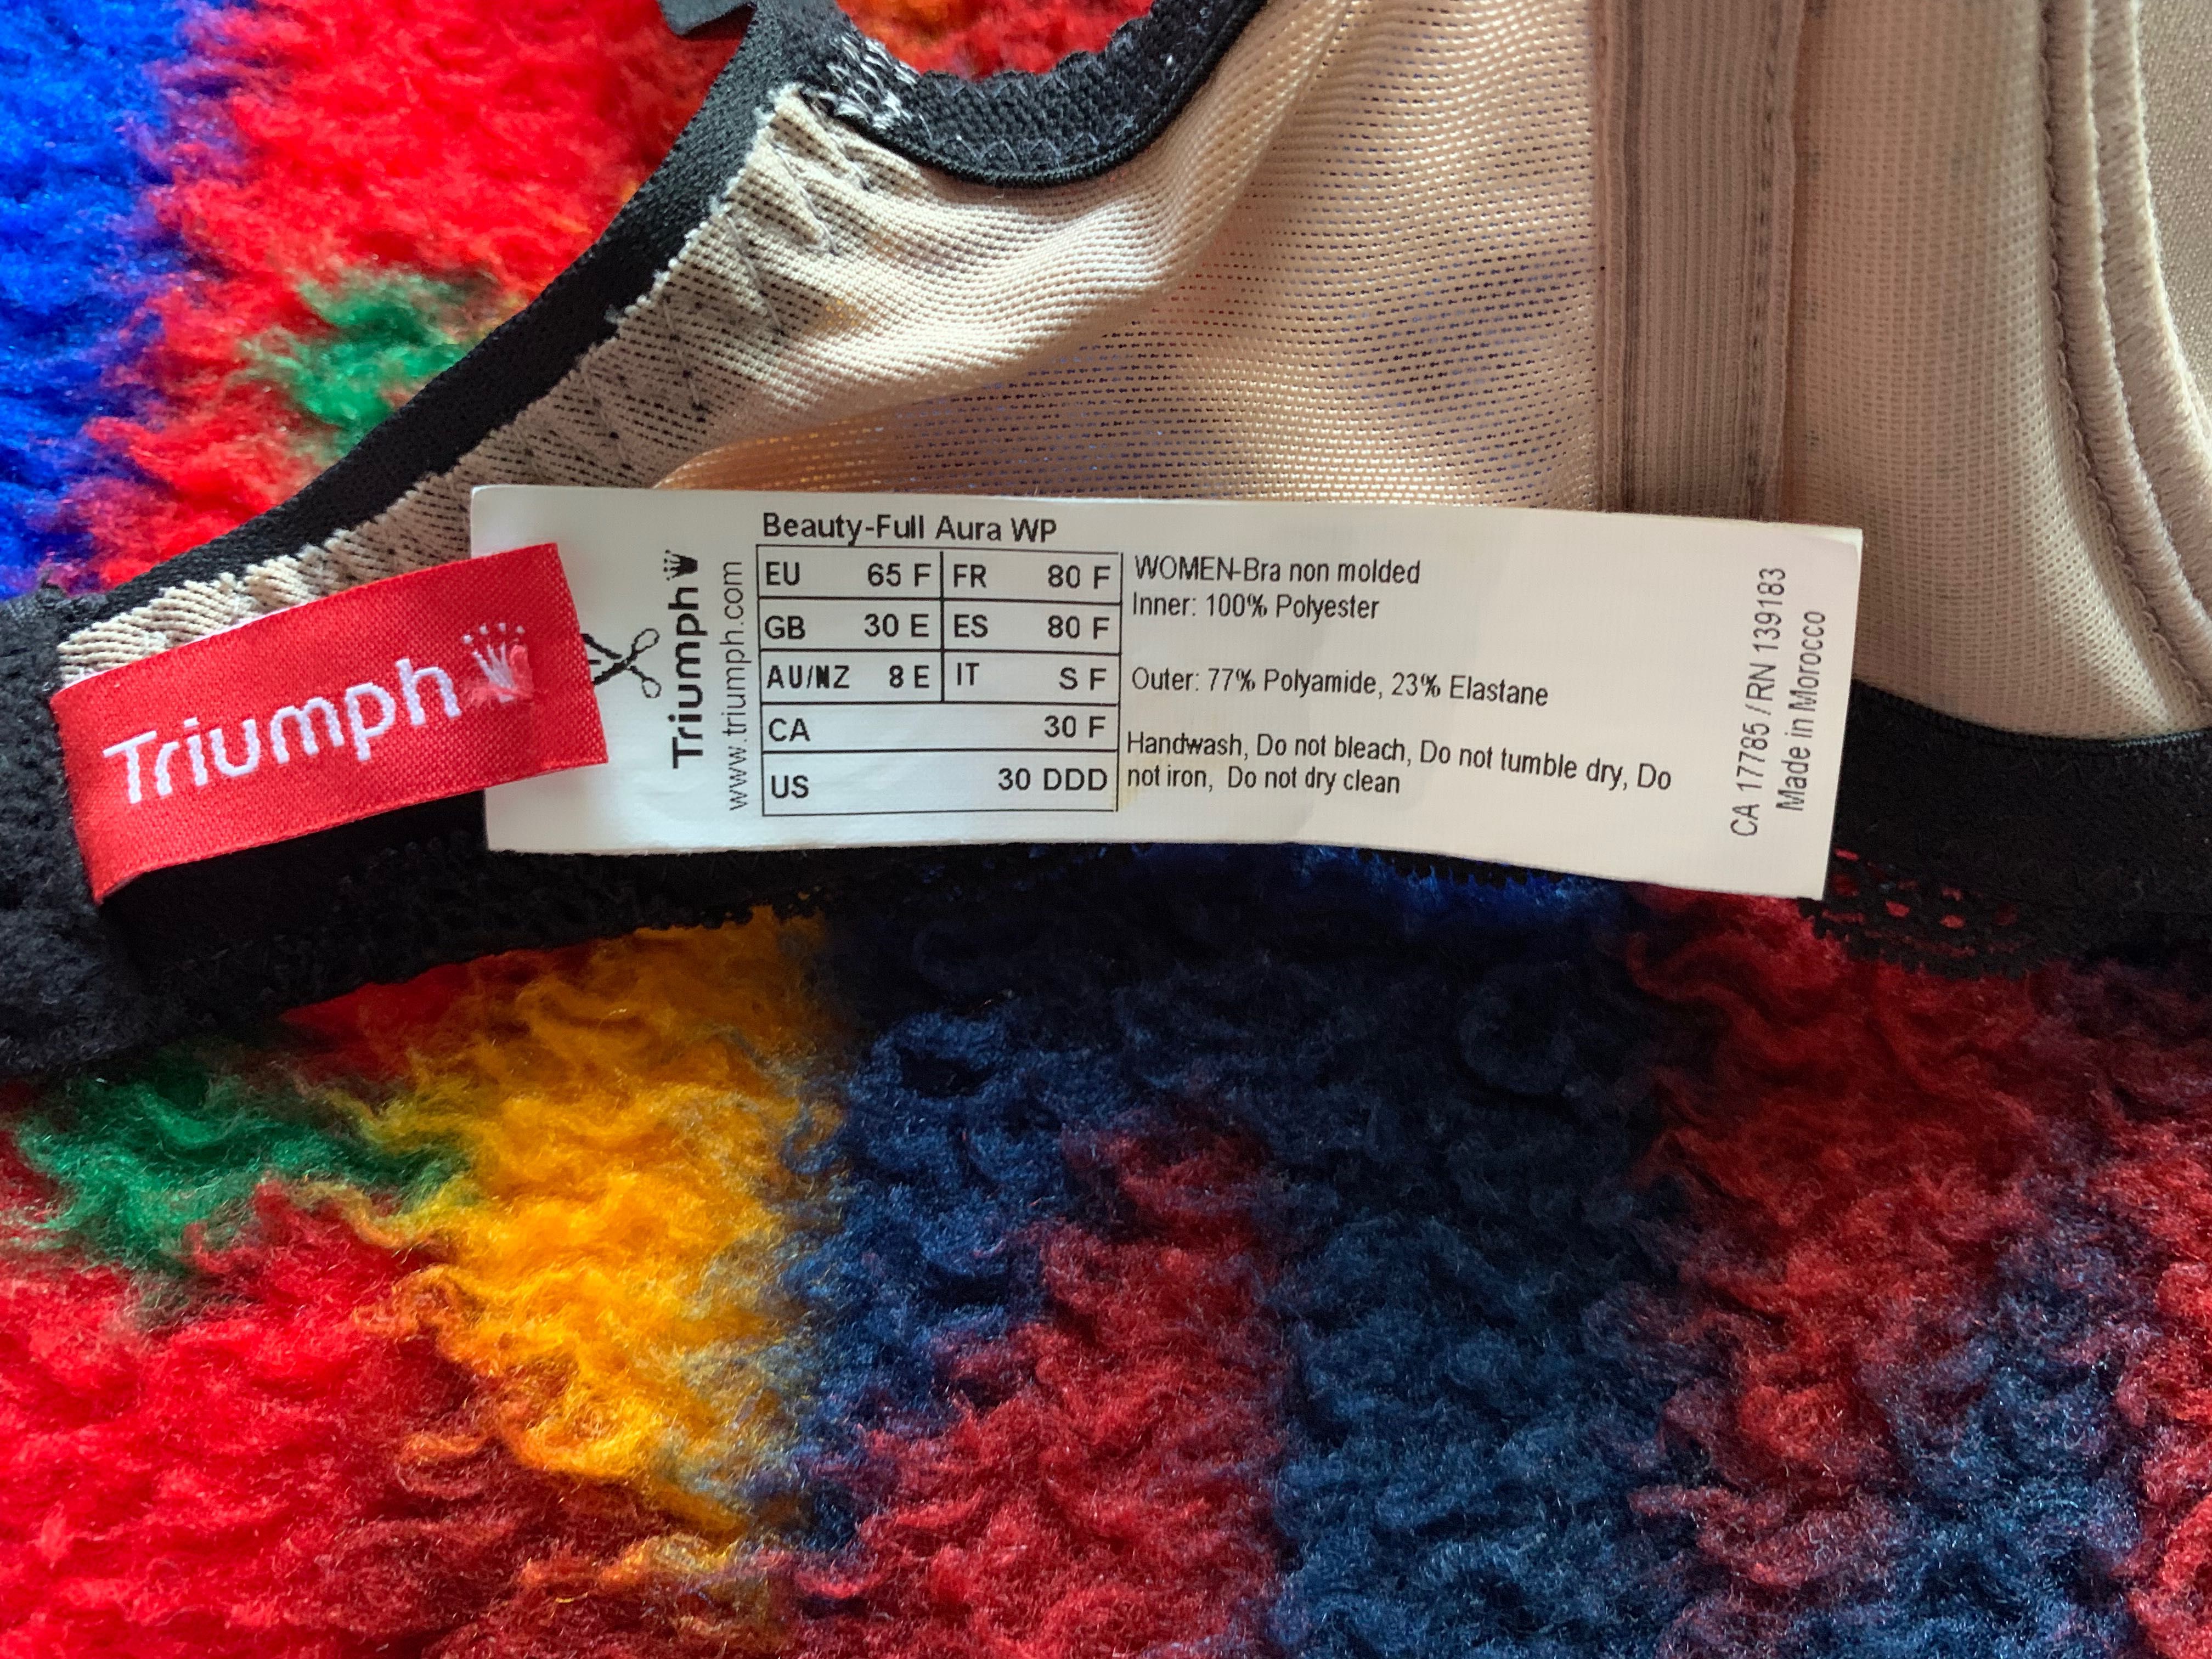 Triumph
Triumph
www.triumph.com
Beauty-Full Aura WP
EU 65 F FR 80 F
GB 30 E ES 80 F
AU/NZ 8 E IT S F
CA 30 F
US 30 DDD
WOMEN-Bra non molded
Inner: 100% Polyester
Outer: 77% Polyamide, 23% Elastane
Handwash, Do not bleach, Do not tumble dry, Do
not iron, Do not dry clean
CA 17785 / RN 139183
Made in Morocco